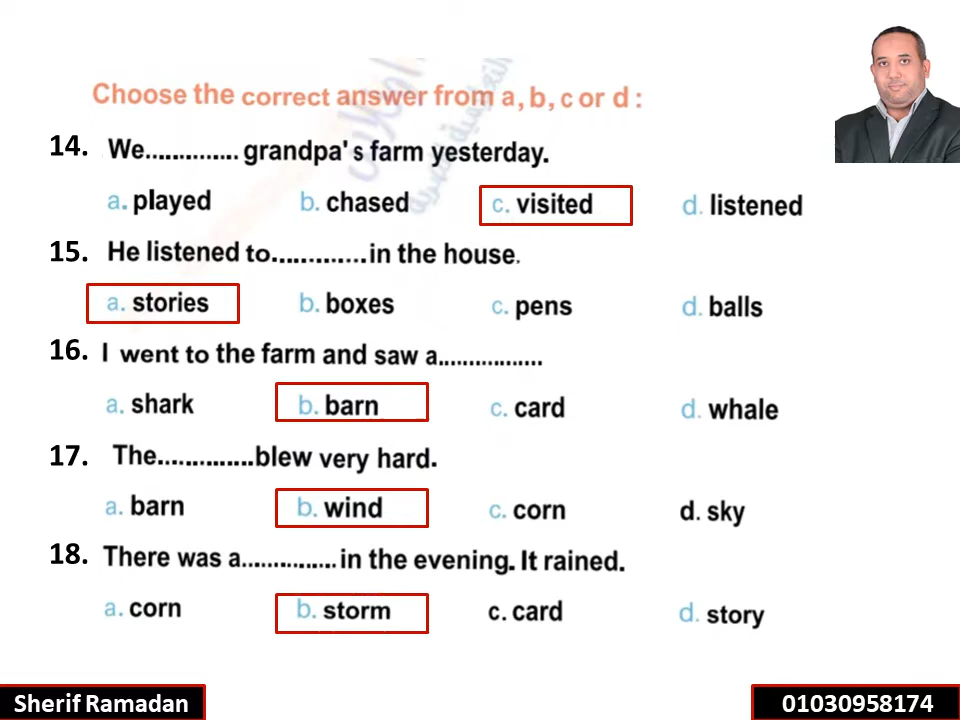 Choose the correct answer from a, b, c or d :
14. We.............. grandpa's farm yesterday.
a. played b. chased c. visited d. listened
15. He listened to.............in the house.
a. stories b. boxes c. pens d. balls
16. I went to the farm and saw a.................
a. shark b. barn c. card d. whale
17. The..............blew very hard.
a. barn b. wind c. corn d. sky
18. There was a.............. in the evening. It rained.
a. corn b. storm c. card d. story
Sherif Ramadan 01030958174